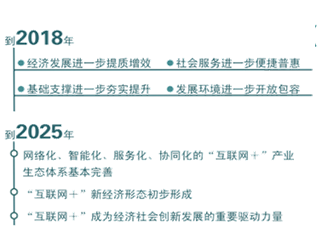 到2018年
●经济发展进一步提质增效 ●社会服务进一步便捷普惠
●基础支撑进一步夯实提升 ●发展环境进一步开放包容
到2025年
网络化、智能化、服务化、协同化的“互联网＋”产业
生态体系基本完善
“互联网＋”新经济形态初步形成
“互联网＋”成为经济社会创新发展的重要驱动力量